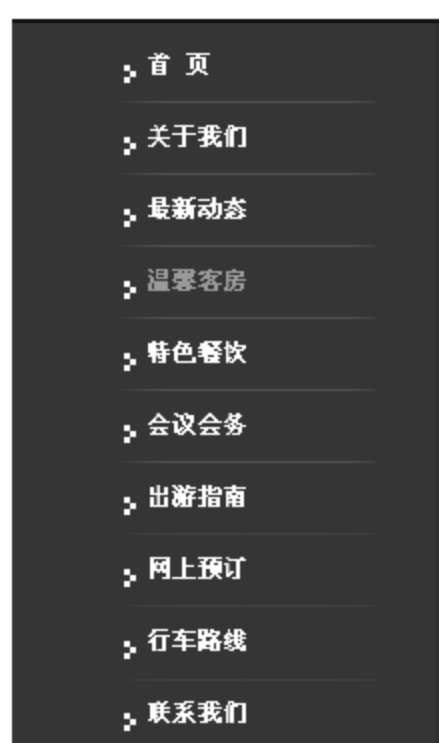 首 页
关于我们
最新动态
温馨客房
特色餐饮
会议会务
出游指南
网上预订
行车路线
联系我们